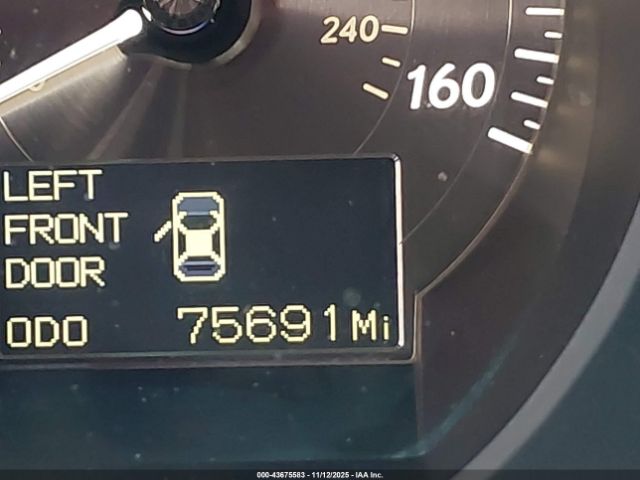 240
160
LEFT
FRONT
DOOR
ODO 75691Mi
000-43675583 - 11/12/2025 - IAA Inc.